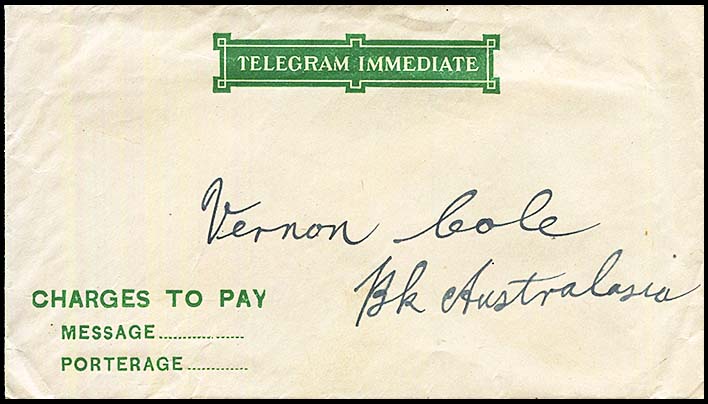 TELEGRAM IMMEDIATE
Vernon Cole
Bk Australasia
CHARGES TO PAY
MESSAGE..................
PORTERAGE.............